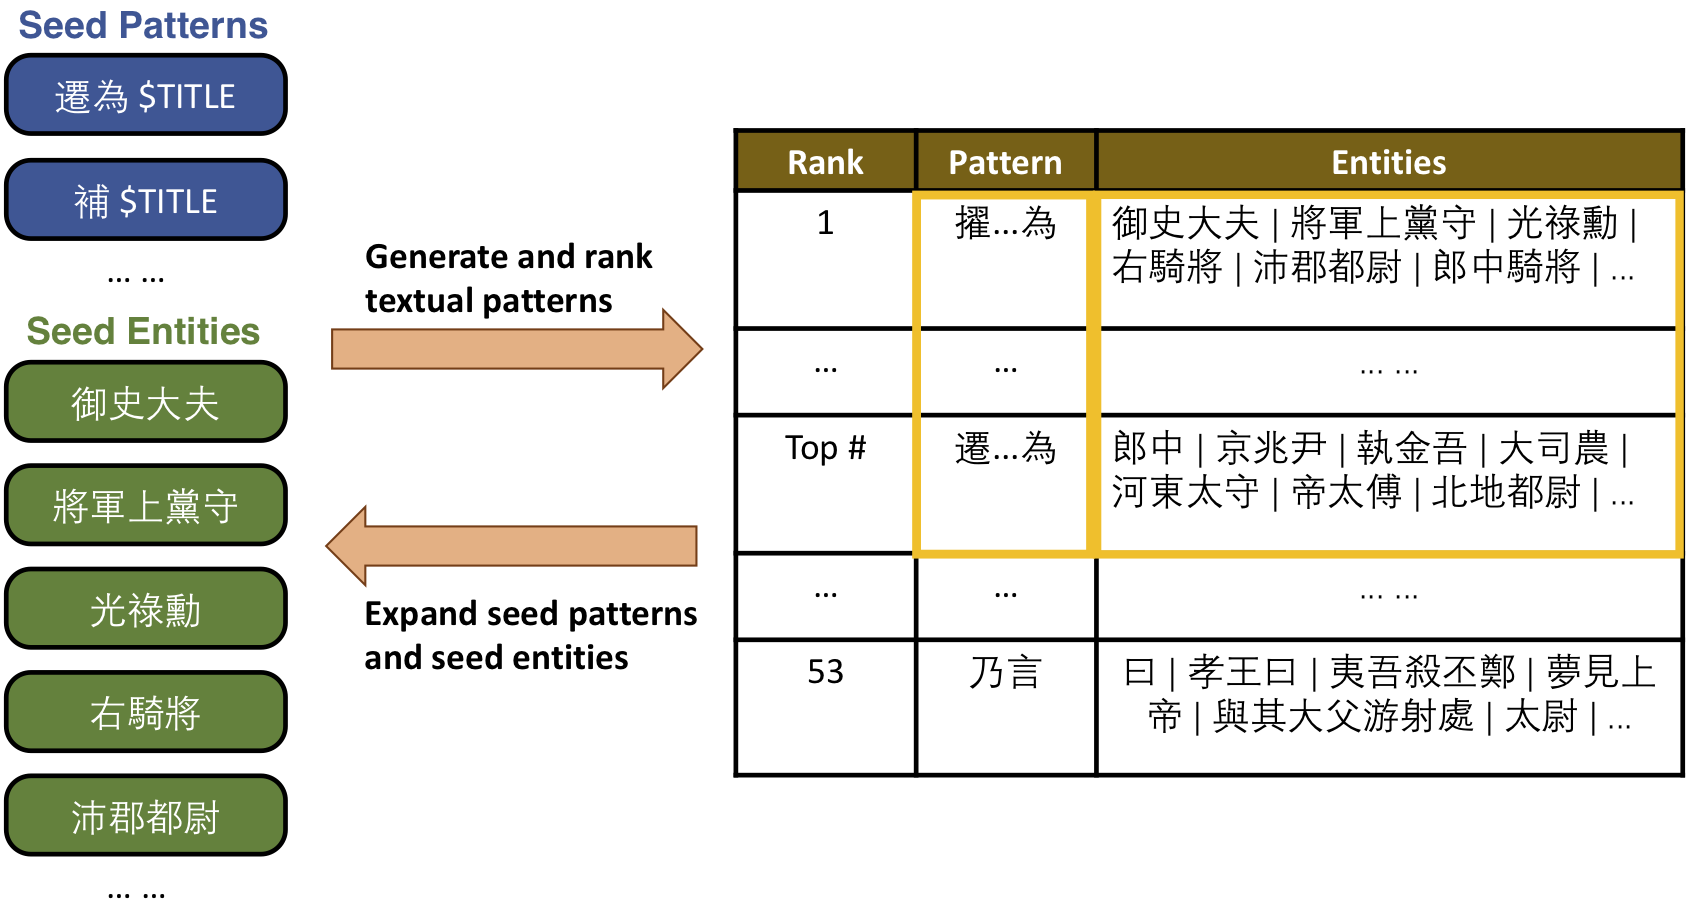 Seed Patterns
遷為 $TITLE
補 $TITLE
... ...
Seed Entities
御史大夫
將軍上黨守
光祿勳
右騎將
沛郡都尉
... ...
Generate and rank
textual patterns
Expand seed patterns
and seed entities
Rank Pattern Entities
1 擢...為 御史大夫 | 將軍上黨守 | 光祿勳 |
右騎將 | 沛郡都尉 | 郎中騎將 | ...
... ... ... ...
Top # 遷...為 郎中 | 京兆尹 | 執金吾 | 大司農 |
河東太守 | 帝太傅 | 北地都尉 | ...
... ... ... ...
53 乃言 曰 | 孝王曰 | 夷吾殺丕鄭 | 夢見上
帝 | 與其大父游射處 | 太尉 | ...